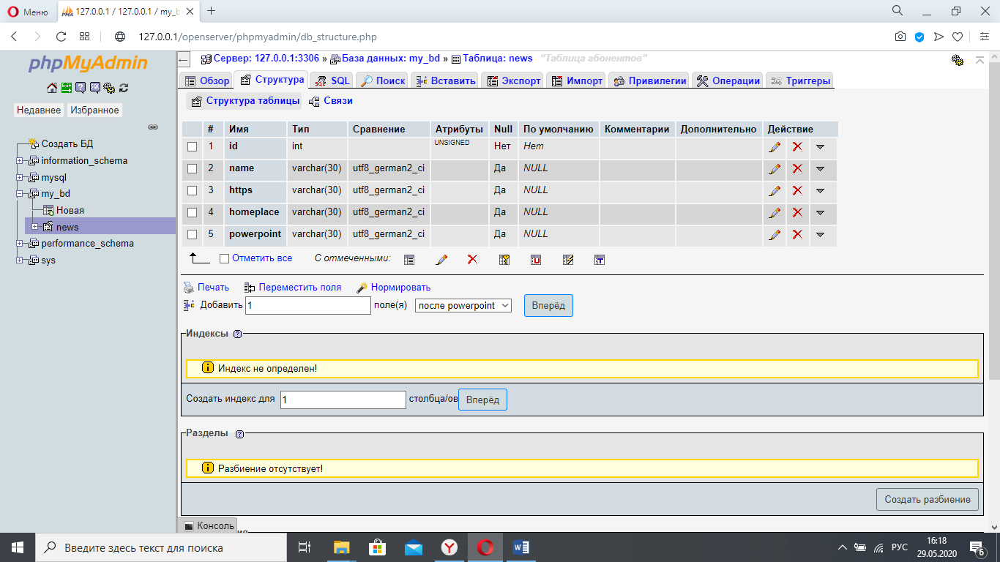 Меню
127.0.0.1 / 127.0.0.1 / my_b
127.0.0.1/openserver/phpmyadmin/db_structure.php
phpMyAdmin
Недавнее Избранное
Создать БД
information_schema
mysql
my_bd
Новая
news
performance_schema
sys
Сервер: 127.0.0.1:3306 » База данных: my_bd » Таблица: news "Таблица абонентов"
Обзор Структура SQL Поиск Вставить Экспорт Импорт Привилегии Операции Триггеры
Структура таблицы Связи
# Имя Тип Сравнение Атрибуты Null По умолчанию Комментарии Дополнительно Действие
1 id int UNSIGNED Нет Нет
2 name varchar(30) utf8_german2_ci Да NULL
3 https varchar(30) utf8_german2_ci Да NULL
4 homeplace varchar(30) utf8_german2_ci Да NULL
5 powerpoint varchar(30) utf8_german2_ci Да NULL
Отметить все С отмеченными:
Печать Переместить поля Нормировать
Добавить 1 поле(я) после powerpoint Вперёд
Индексы
Индекс не определен!
Создать индекс для 1 столбца/ов Вперёд
Разделы
Разбиение отсутствует!
Создать разбиение
Консоль
Введите здесь текст для поиска
РУС
16:18
29.05.2020
6